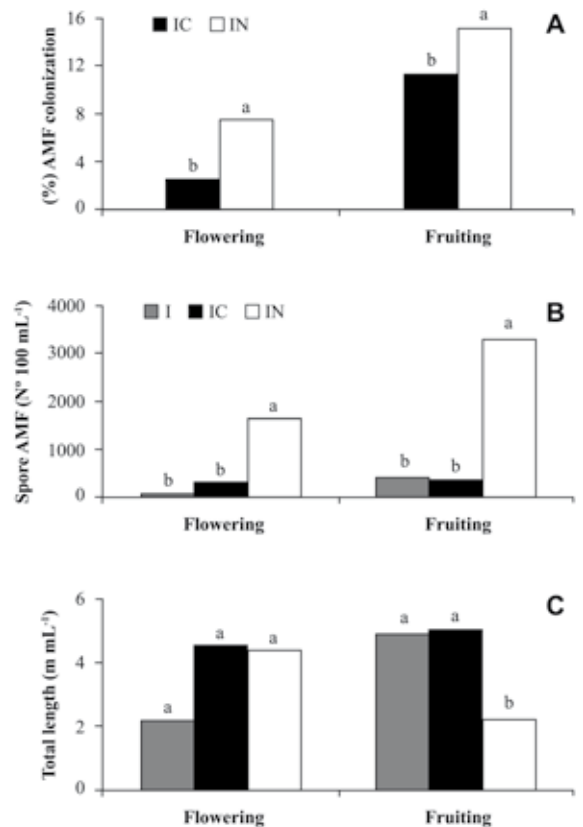 16
IC IN
a
A
12
b
8
a
4
b
0
(%) AMF colonization
Flowering Fruiting
4000
I IC IN
a
B
3000
2000
a
1000
b b
b b
0
Spore AMF (Nº 100 mL-1)
Flowering Fruiting
6
C
a a
a a
4
2
a
b
0
Total length (m mL-1)
Flowering Fruiting